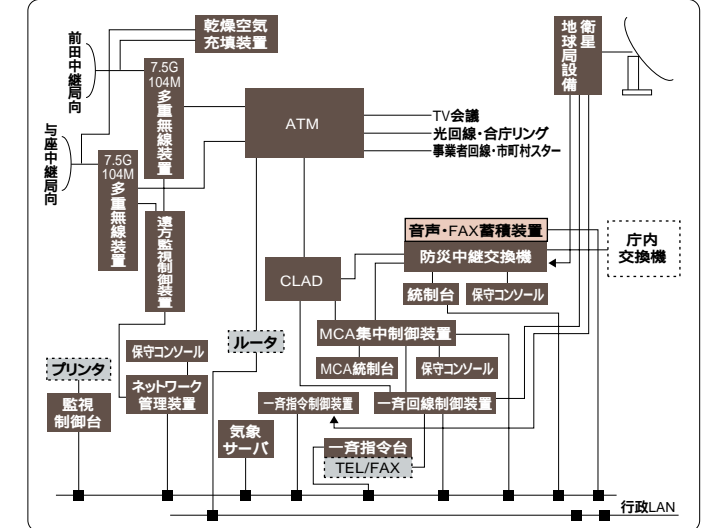 乾燥空気
充填装置
衛星
地球局設備
前田中継局向
7.5G
104M
多重無線装置
ATM
TV会議
光回線・合庁リング
事業者回線・市町村スター
与座中継局向
7.5G
104M
多重無線装置
遠方監視制御装置
音声・FAX蓄積装置
防災中継交換機
庁内
交換機
CLAD
統制台
保守コンソール
MCA集中制御装置
ルータ
保守コンソール
MCA統制台
保守コンソール
プリンタ
ネットワーク
管理装置
監視
制御台
一斉指令制御装置
一斉回線制御装置
気象
サーバ
一斉指令台
TEL/FAX
行政LAN